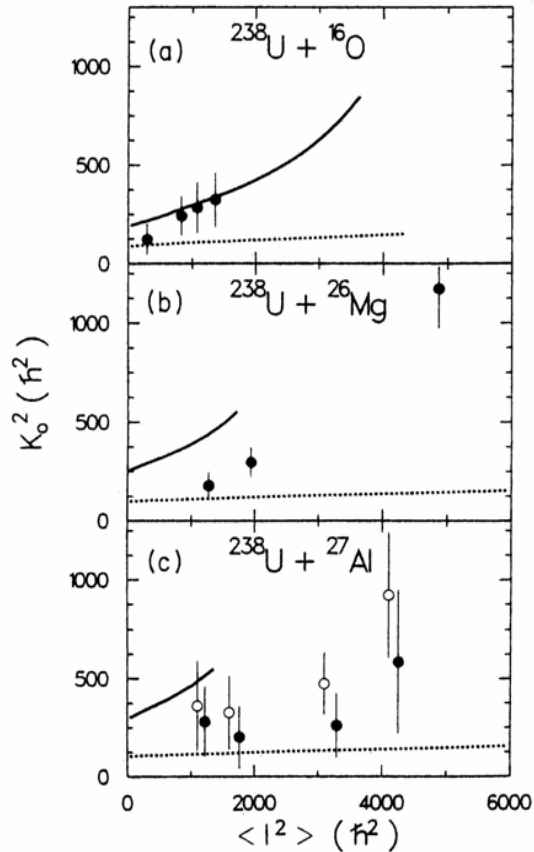 (a) ²³⁸U + ¹⁶O
1000
500
0
(b) ²³⁸U + ²⁶Mg
1000
500
0
K₀² (ℏ²)
(c) ²³⁸U + ²⁷Al
1000
500
0
0 2000 4000 6000
<l²> (ℏ²)